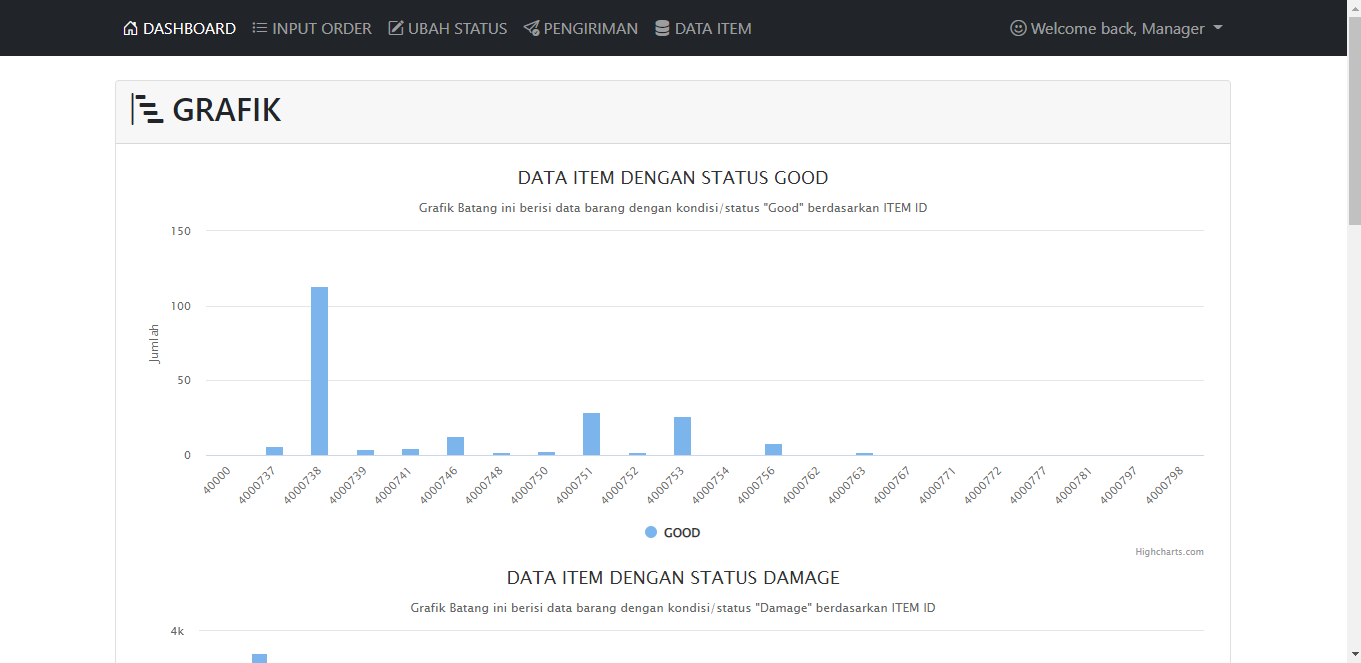 DASHBOARD INPUT ORDER UBAH STATUS PENGIRIMAN DATA ITEM Welcome back, Manager
GRAFIK
DATA ITEM DENGAN STATUS GOOD
Grafik Batang ini berisi data barang dengan kondisi/status "Good" berdasarkan ITEM ID
150
100
50
0
Jumlah
40000 4000737 4000738 4000739 4000741 4000746 4000748 4000750 4000751 4000752 4000753 4000754 4000756 4000762 4000763 4000767 4000771 4000772 4000777 4000781 4000797 4000798
GOOD
Highcharts.com
DATA ITEM DENGAN STATUS DAMAGE
Grafik Batang ini berisi data barang dengan kondisi/status "Damage" berdasarkan ITEM ID
4k